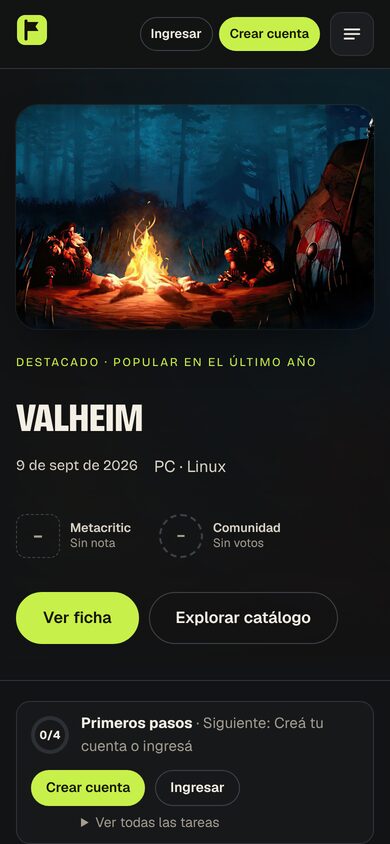 Ingresar
Crear cuenta
DESTACADO · POPULAR EN EL ÚLTIMO AÑO
VALHEIM
9 de sept de 2026 PC · Linux
–
Metacritic
Sin nota
–
Comunidad
Sin votos
Ver ficha
Explorar catálogo
0/4
Primeros pasos · Siguiente: Creá tu
cuenta o ingresá
Crear cuenta
Ingresar
▶ Ver todas las tareas